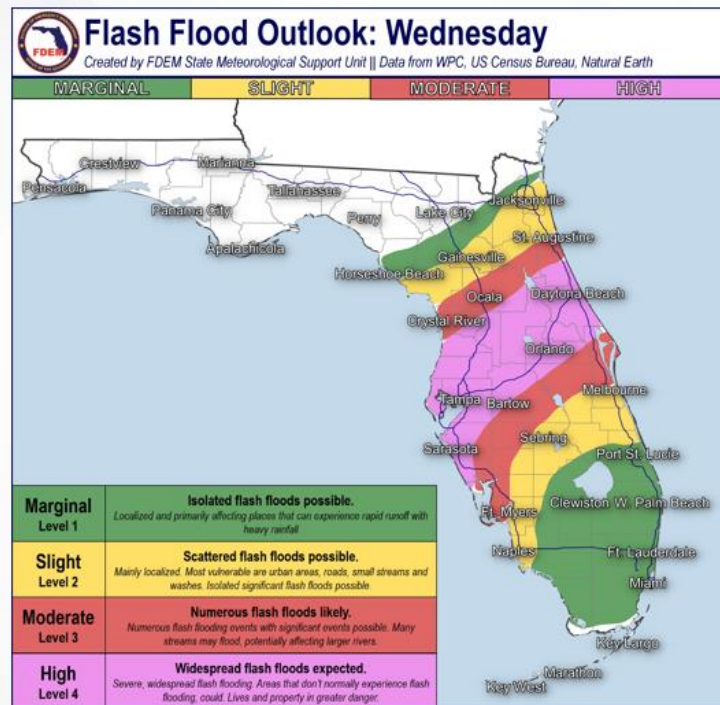 Flash Flood Outlook: Wednesday
Created by FDEM State Meteorological Support Unit || Data from WPC, US Census Bureau, Natural Earth
FDEM
MARGINAL SLIGHT MODERATE HIGH
Crestview
Marianna
Pensacola
Tallahassee
Jacksonville
Panama City
Lake City
Perry
St. Augustine
Apalachicola
Gainesville
Horseshoe Beach
Ocala
Daytona Beach
Crystal River
Orlando
Melbourne
Tampa
Bartow
Sebring
Sarasota
Port St. Lucie
Clewiston
W. Palm Beach
Ft. Myers
Naples
Ft. Lauderdale
Miami
Key Largo
Marathon
Key West
Marginal
Level 1
Isolated flash floods possible.
Localized and primarily affecting places that can experience rapid runoff with
heavy rainfall
Slight
Level 2
Scattered flash floods possible.
Mainly localized. Most vulnerable are urban areas, roads, small streams and
washes. Isolated significant flash floods possible
Moderate
Level 3
Numerous flash floods likely.
Numerous flash flooding events with significant events possible. Many
streams may flood, potentially affecting larger rivers.
High
Level 4
Widespread flash floods expected.
Severe, widespread flash flooding. Areas that don't normally experience flash
flooding, could. Lives and property in greater danger.